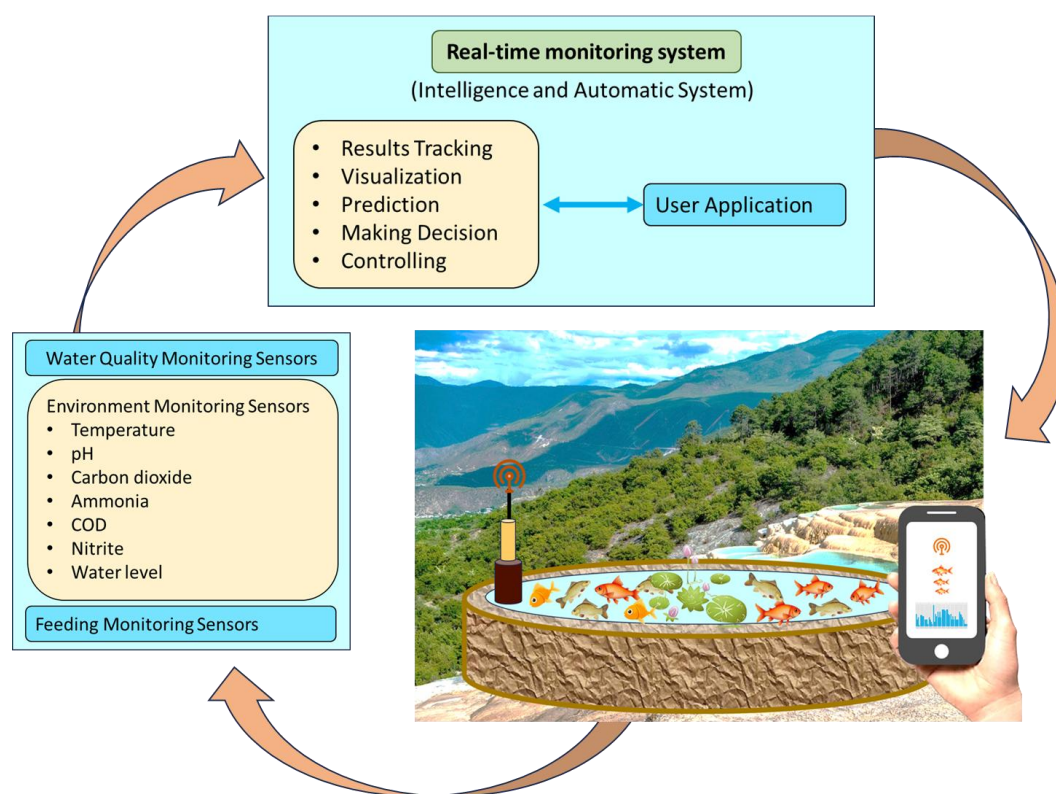 Real-time monitoring system
(Intelligence and Automatic System)
• Results Tracking
• Visualization
• Prediction
• Making Decision
• Controlling
User Application
Water Quality Monitoring Sensors
Environment Monitoring Sensors
• Temperature
• pH
• Carbon dioxide
• Ammonia
• COD
• Nitrite
• Water level
Feeding Monitoring Sensors